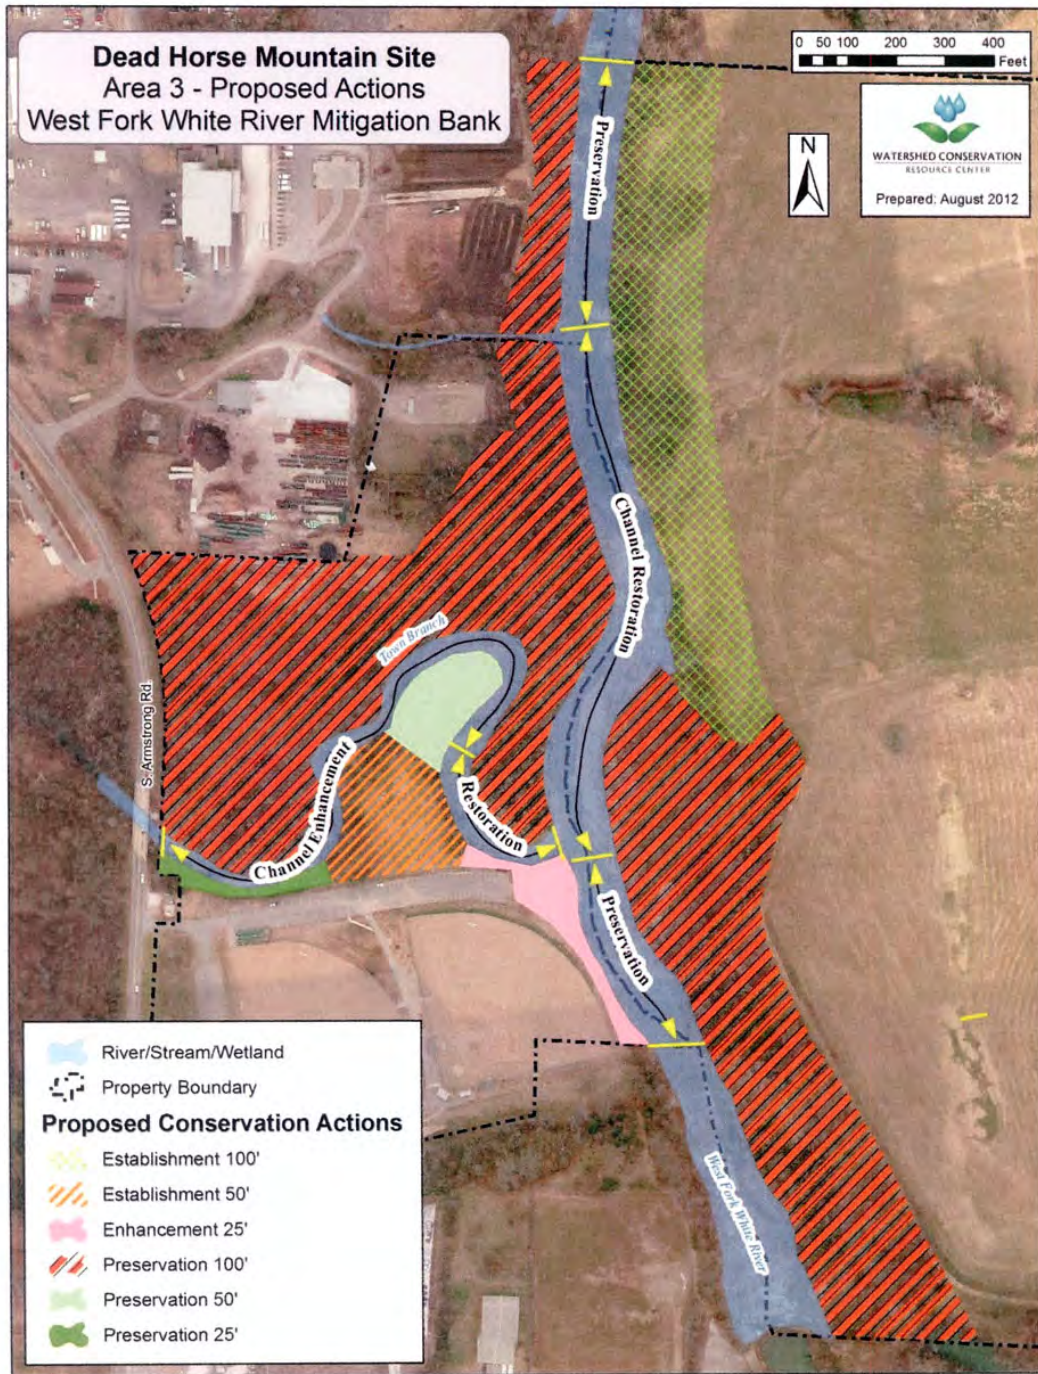 Dead Horse Mountain Site
Area 3 - Proposed Actions
West Fork White River Mitigation Bank
0 50 100 200 300 400
Feet
N
WATERSHED CONSERVATION
RESOURCE CENTER
Prepared: August 2012
Preservation
Channel Restoration
Town Branch
S. Armstrong Rd.
Channel Enhancement
Restoration
Preservation
West Fork White River
River/Stream/Wetland
Property Boundary
Proposed Conservation Actions
Establishment 100'
Establishment 50'
Enhancement 25'
Preservation 100'
Preservation 50'
Preservation 25'